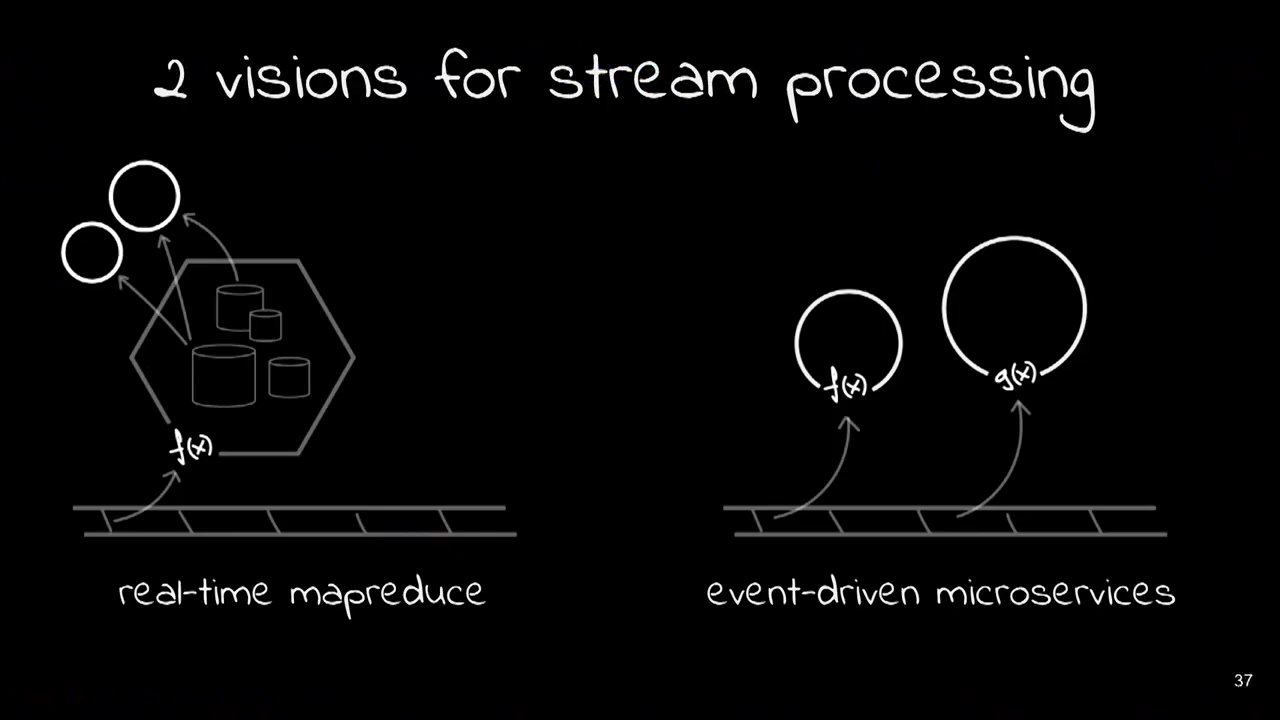 2 visions for stream processing
f(x)
real-time mapreduce
f(x)
g(x)
event-driven microservices
37